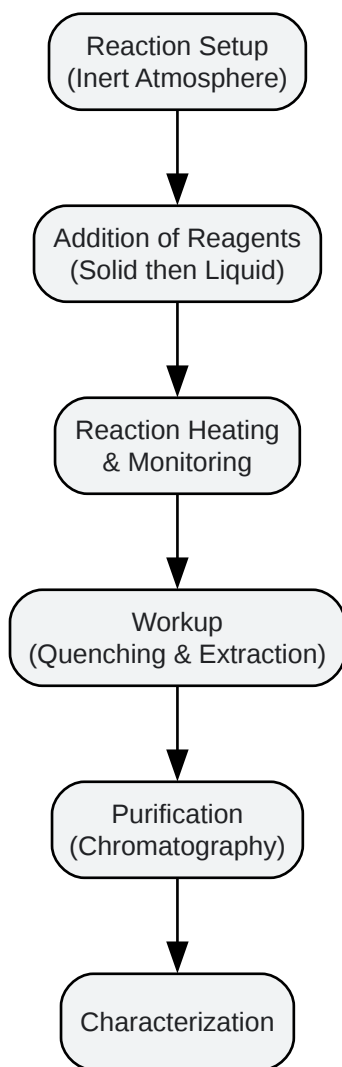 Reaction Setup
(Inert Atmosphere)
Addition of Reagents
(Solid then Liquid)
Reaction Heating
& Monitoring
Workup
(Quenching & Extraction)
Purification
(Chromatography)
Characterization